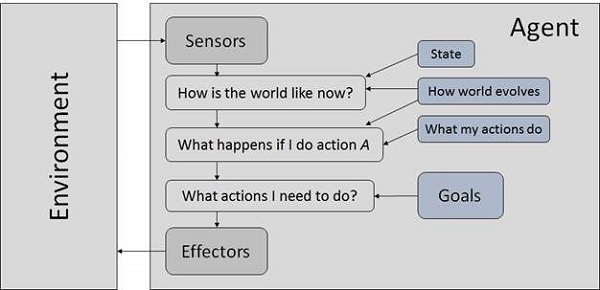 Agent
Environment
Sensors
State
How is the world like now?
How world evolves
What happens if I do action A
What my actions do
What actions I need to do?
Goals
Effectors